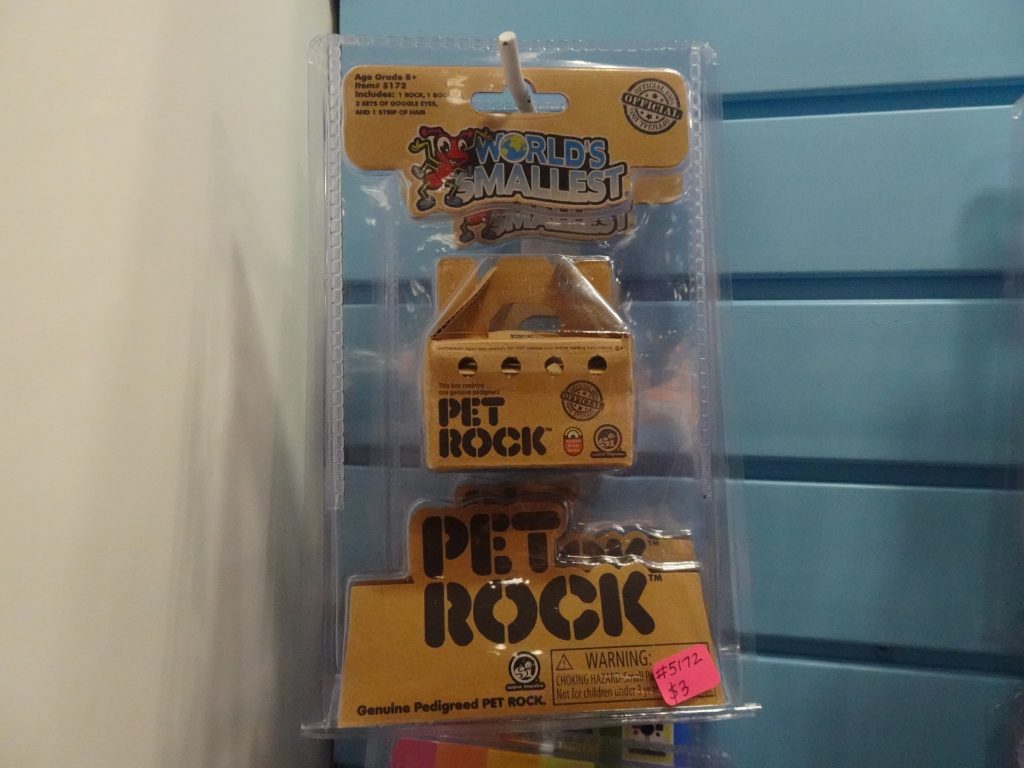 Age Grade 8+
Item# 5172
Includes: 1 ROCK, 1
2 SETS OF GOOGLE EYES,
AND 1 STRIP OF HAIR
OFFICIAL
WORLD'S
SMALLEST
SMALLEST
This box contains
one genuine pedigreed
PET
ROCK™
OFFICIAL
PET
ROCK™
WARNING:
CHOKING HAZARD-Small
Not for children under 3
#5172
$3
Genuine Pedigreed PET ROCK.